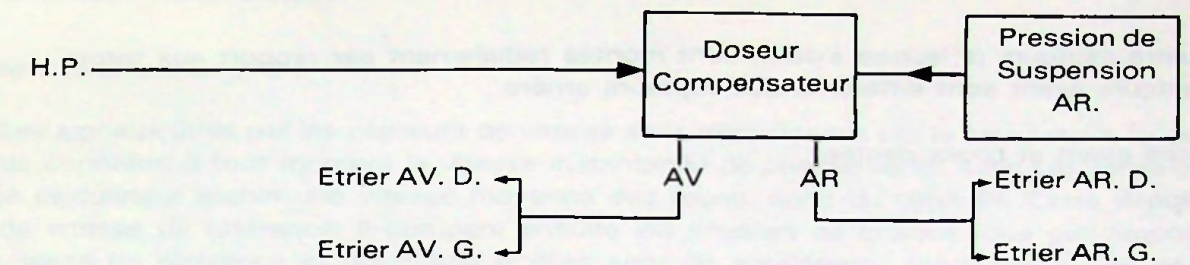 H.P.
Doseur
Compensateur
Pression de
Suspension
AR.
AV
AR
Etrier AV. D.
Etrier AV. G.
Etrier AR. D.
Etrier AR. G.